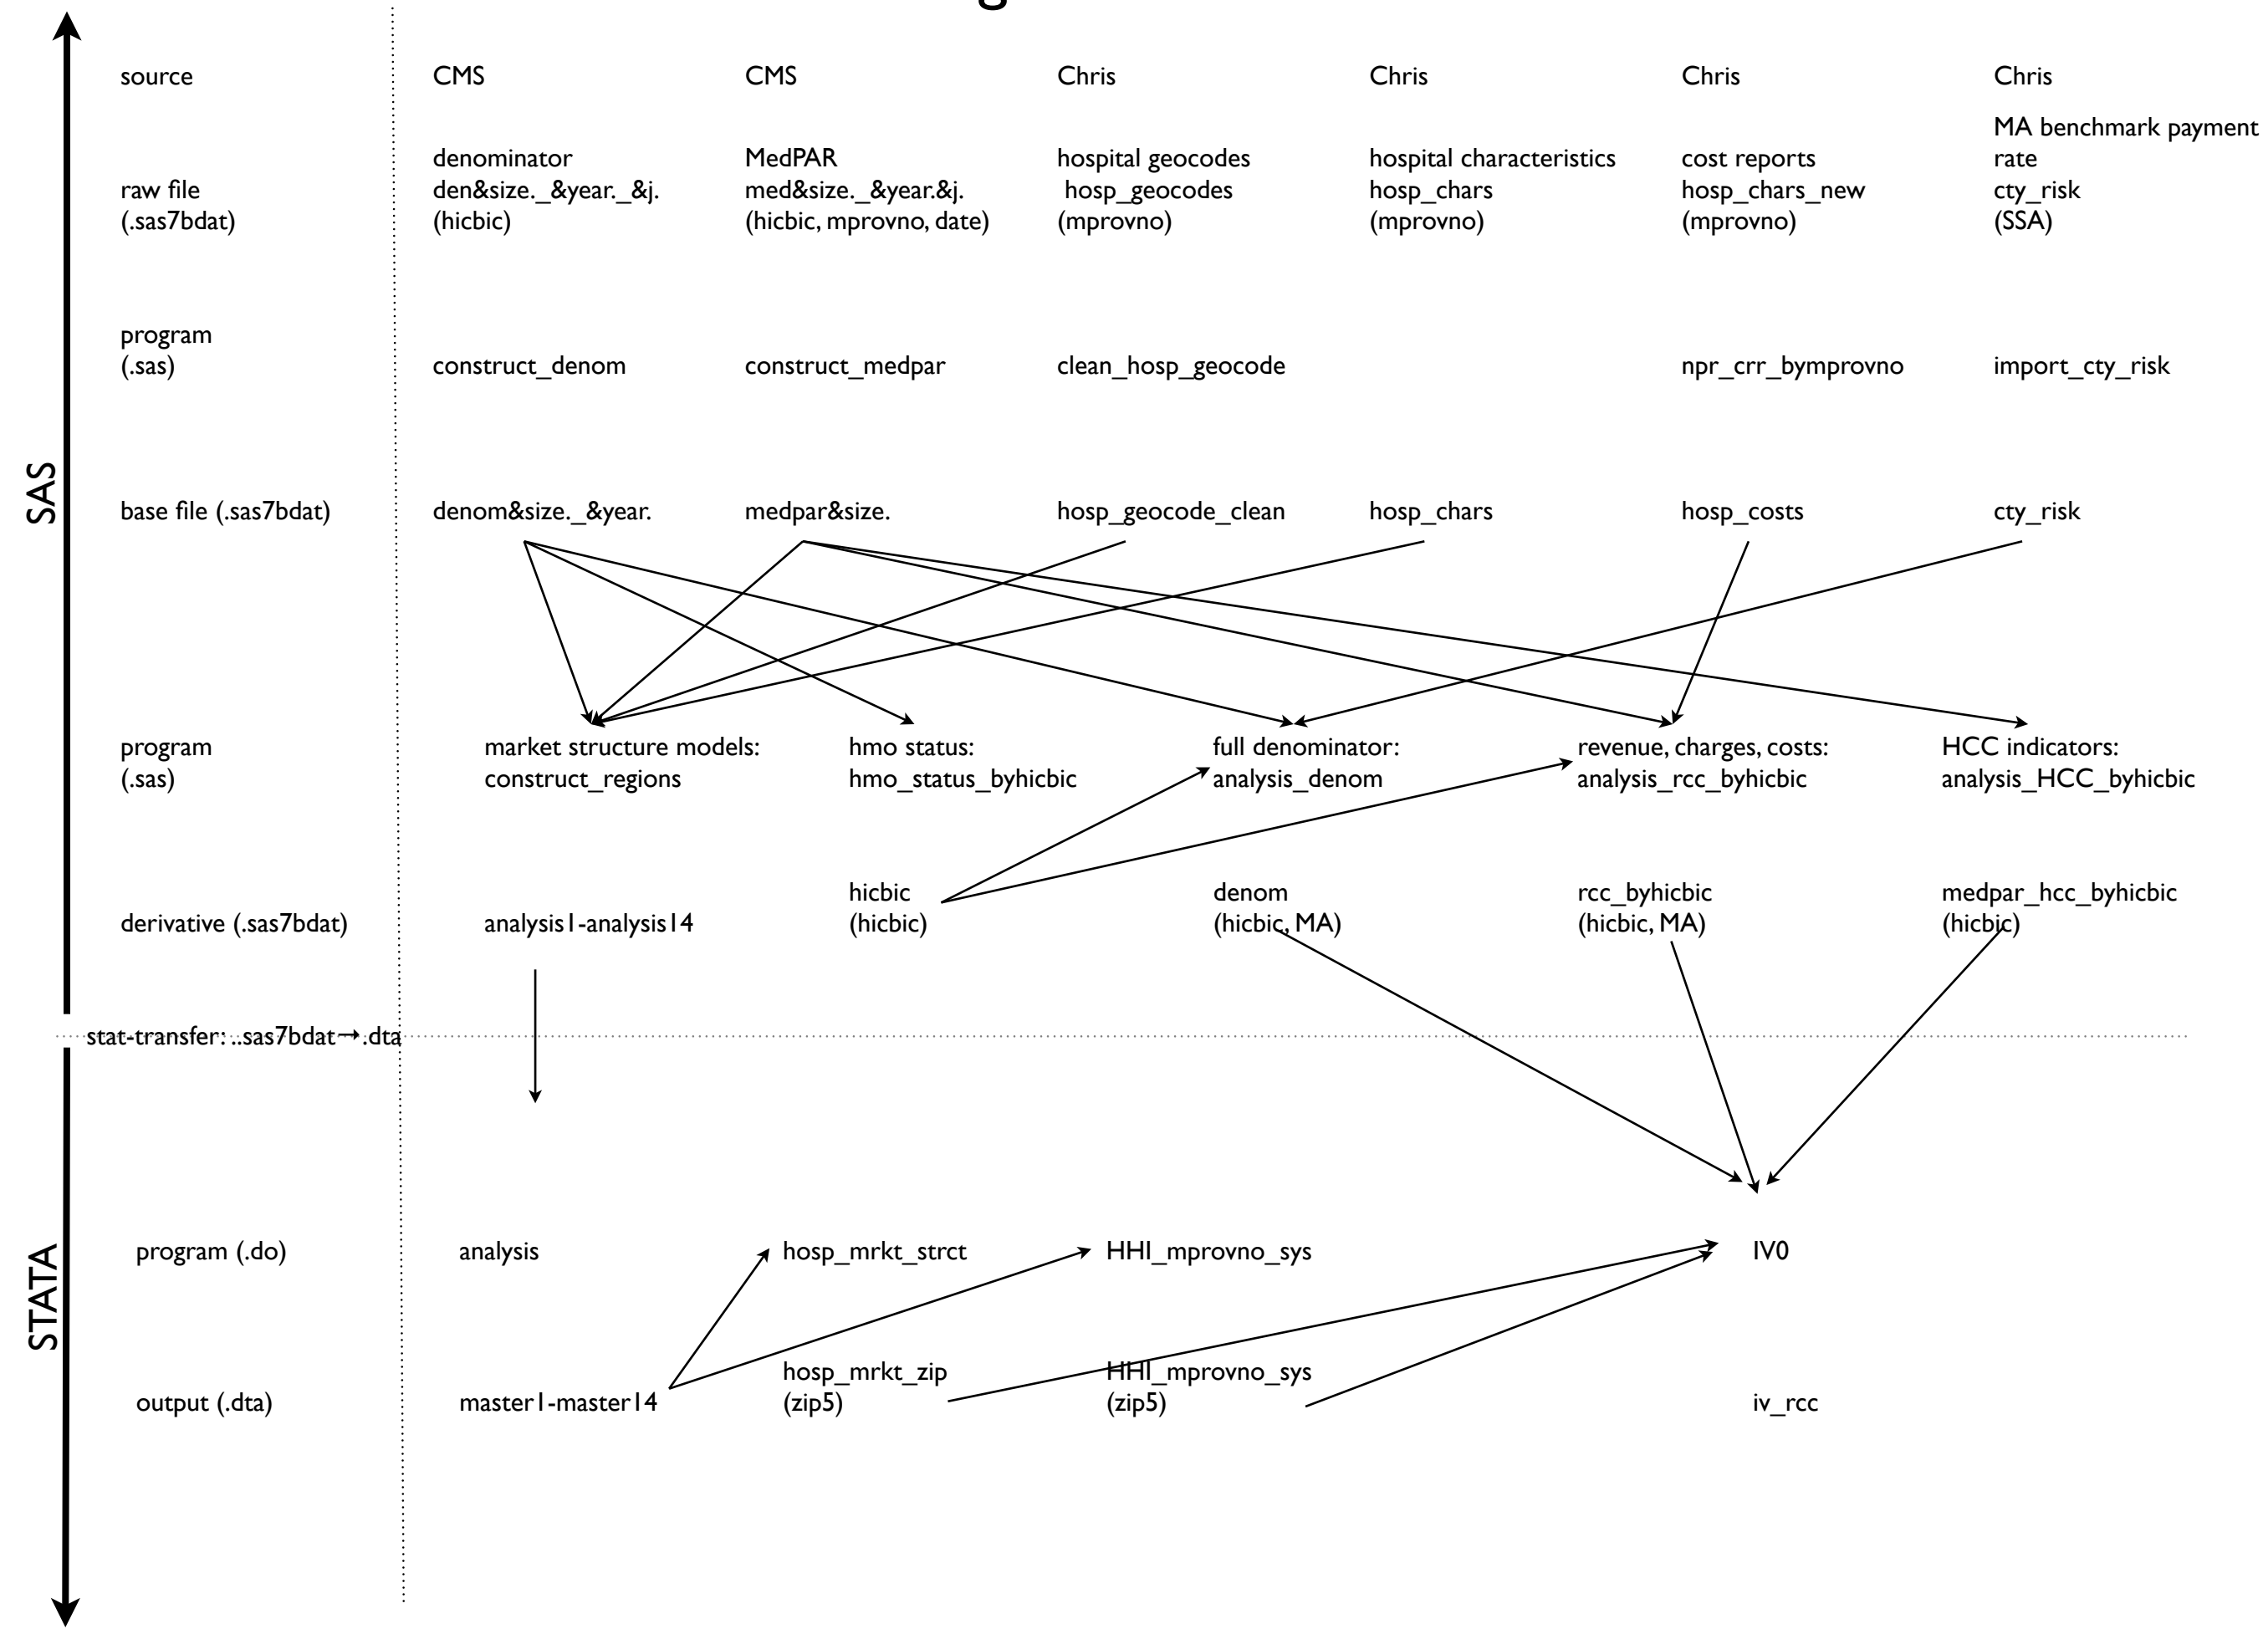 source
CMS
CMS
Chris
Chris
Chris
Chris
raw file
(.sas7bdat)
denominator
den&size._&year._&j.
(hicbic)
MedPAR
med&size._&year.&j.
(hicbic, mprovno, date)
hospital geocodes
hosp_geocodes
(mprovno)
hospital characteristics
hosp_chars
(mprovno)
cost reports
hosp_chars_new
(mprovno)
MA benchmark payment
rate
cty_risk
(SSA)
program
(.sas)
construct_denom
construct_medpar
clean_hosp_geocode
npr_crr_bymprovno
import_cty_risk
SAS
base file (.sas7bdat)
denom&size._&year.
medpar&size.
hosp_geocode_clean
hosp_chars
hosp_costs
cty_risk
program
(.sas)
market structure models:
construct_regions
hmo status:
hmo_status_byhicbic
full denominator:
analysis_denom
revenue, charges, costs:
analysis_rcc_byhicbic
HCC indicators:
analysis_HCC_byhicbic
derivative (.sas7bdat)
analysis1-analysis14
hicbic
(hicbic)
denom
(hicbic, MA)
rcc_byhicbic
(hicbic, MA)
medpar_hcc_byhicbic
(hicbic)
stat-transfer: ..sas7bdat→.dta
STATA
program (.do)
analysis
hosp_mrkt_strct
HHI_mprovno_sys
IV0
output (.dta)
master1-master14
hosp_mrkt_zip
(zip5)
HHI_mprovno_sys
(zip5)
iv_rcc